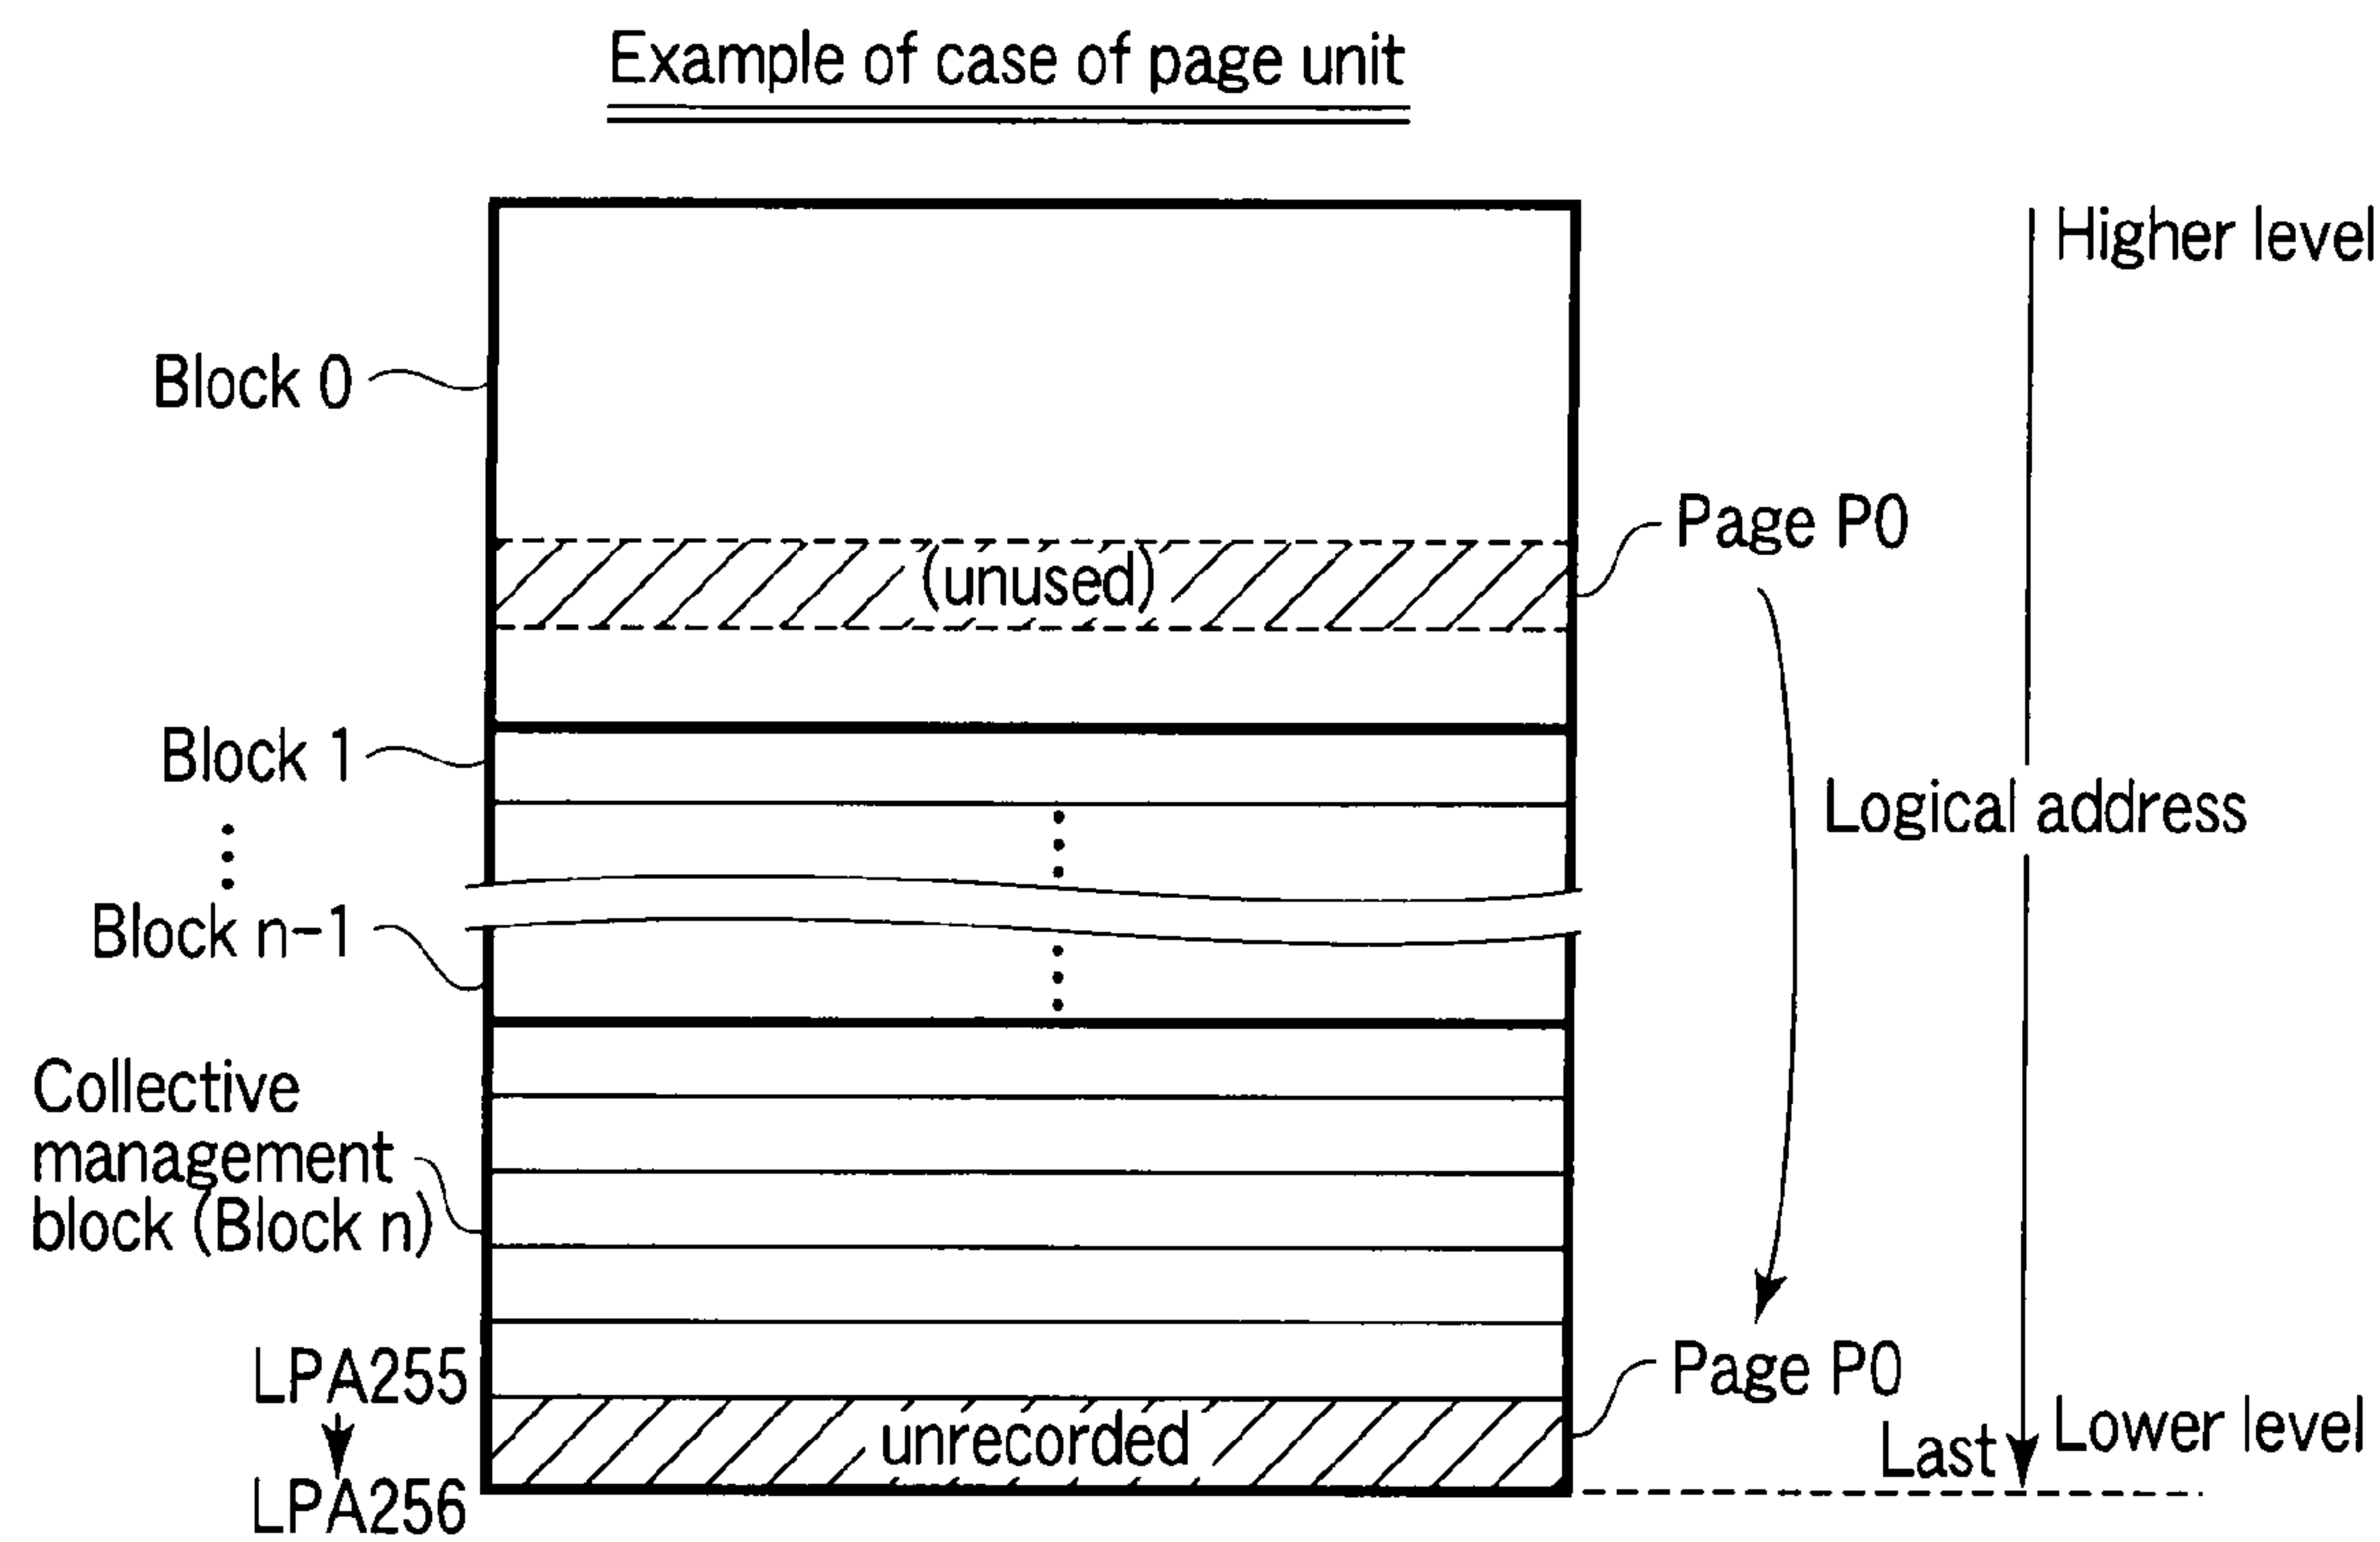 Example of case of page unit
Higher level
Block 0
Page P0
(unused)
Block 1
Logical address
Block n-1
Collective
management
block (Block n)
LPA255
Page P0
unrecorded
Last
Lower level
LPA256